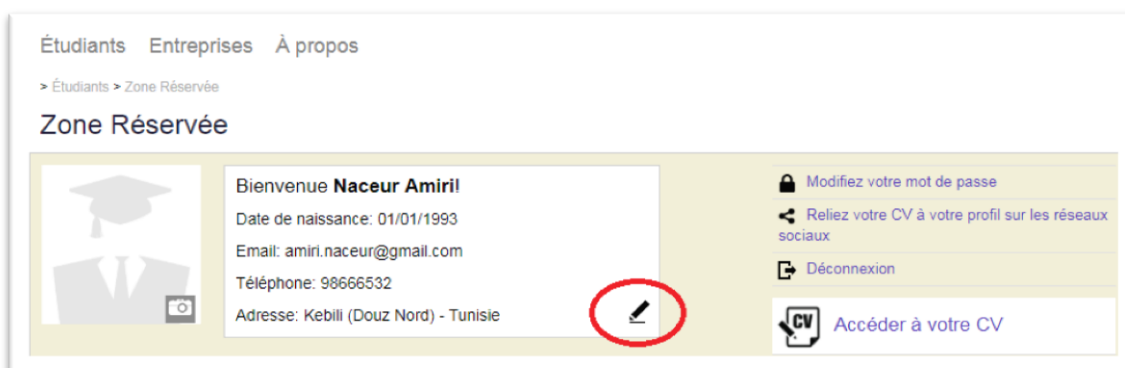 Étudiants Entreprises À propos
> Étudiants > Zone Réservée
Zone Réservée
Bienvenue Naceur Amiri!
Date de naissance: 01/01/1993
Email: amiri.naceur@gmail.com
Téléphone: 98666532
Adresse: Kebili (Douz Nord) - Tunisie
Modifiez votre mot de passe
Reliez votre CV à votre profil sur les réseaux
sociaux
Déconnexion
CV Accéder à votre CV